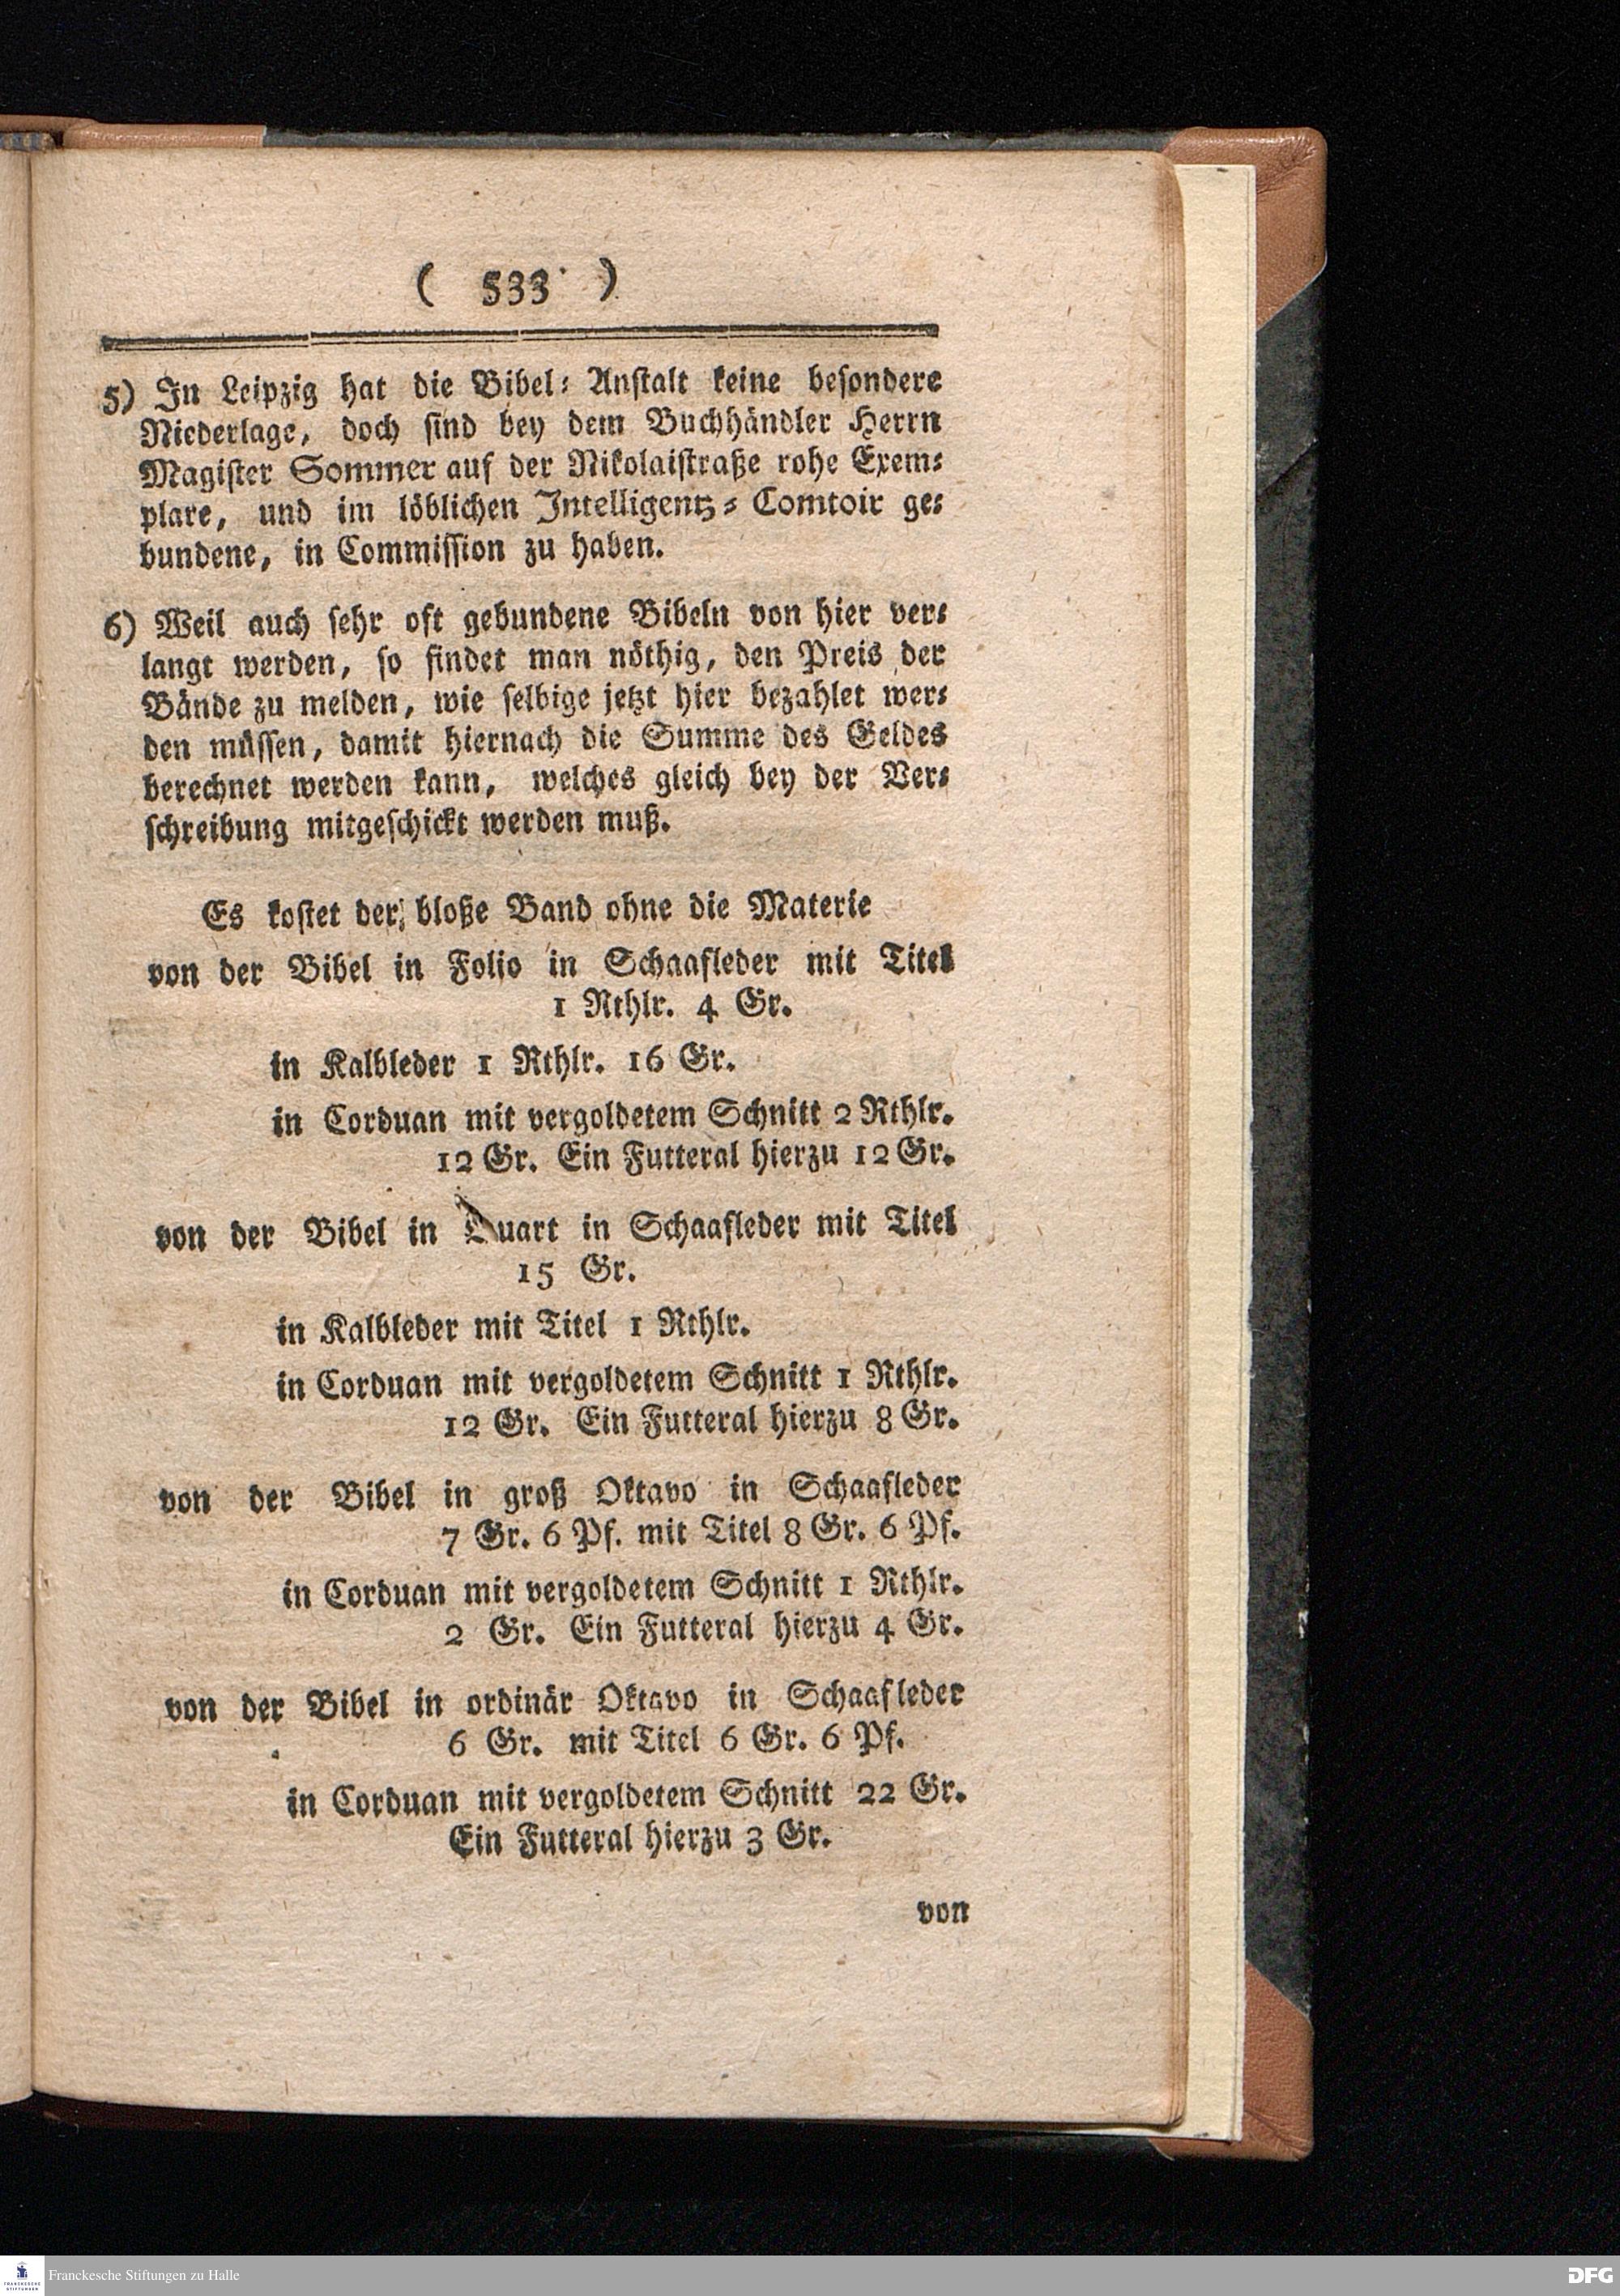 ( 533 )
5) In Leipzig hat die Bibel⸗Anstalt keine besondere
Niederlage, doch sind bey dem Buchhändler Herrn
Magister Sommer auf der Nikolaistraße rohe Exem⸗
plare, und im löblichen Intelligentz⸗Comtoir ge⸗
bundene, in Commission zu haben.
6) Weil auch sehr oft gebundene Bibeln von hier ver⸗
langt werden, so findet man nöthig, den Preis der
Bände zu melden, wie selbige jetzt hier bezahlet wer⸗
den müssen, damit hiernach die Summe des Geldes
berechnet werden kann, welches gleich bey der Ver⸗
schreibung mitgeschickt werden muß.
Es kostet der bloße Band ohne die Materie
von der Bibel in Folio in Schaafleder mit Titel
1 Rthlr. 4 Gr.
in Kalbleder 1 Rthlr. 16 Gr.
in Corduan mit vergoldetem Schnitt 2 Rthlr.
12 Gr. Ein Futteral hierzu 12 Gr.
von der Bibel in Quart in Schaafleder mit Titel
15 Gr.
in Kalbleder mit Titel 1 Rthlr.
in Corduan mit vergoldetem Schnitt 1 Rthlr.
12 Gr. Ein Futteral hierzu 8 Gr.
von der Bibel in groß Oktavo in Schaafleder
7 Gr. 6 Pf. mit Titel 8 Gr. 6 Pf.
in Corduan mit vergoldetem Schnitt 1 Rthlr.
2 Gr. Ein Futteral hierzu 4 Gr.
von der Bibel in ordinär Oktavo in Schaafleder
6 Gr. mit Titel 6 Gr. 6 Pf.
in Corduan mit vergoldetem Schnitt 22 Gr.
Ein Futteral hierzu 3 Gr.
von
FRANCKESCHE
STIFTUNGEN
Franckesche Stiftungen zu Halle
DFG